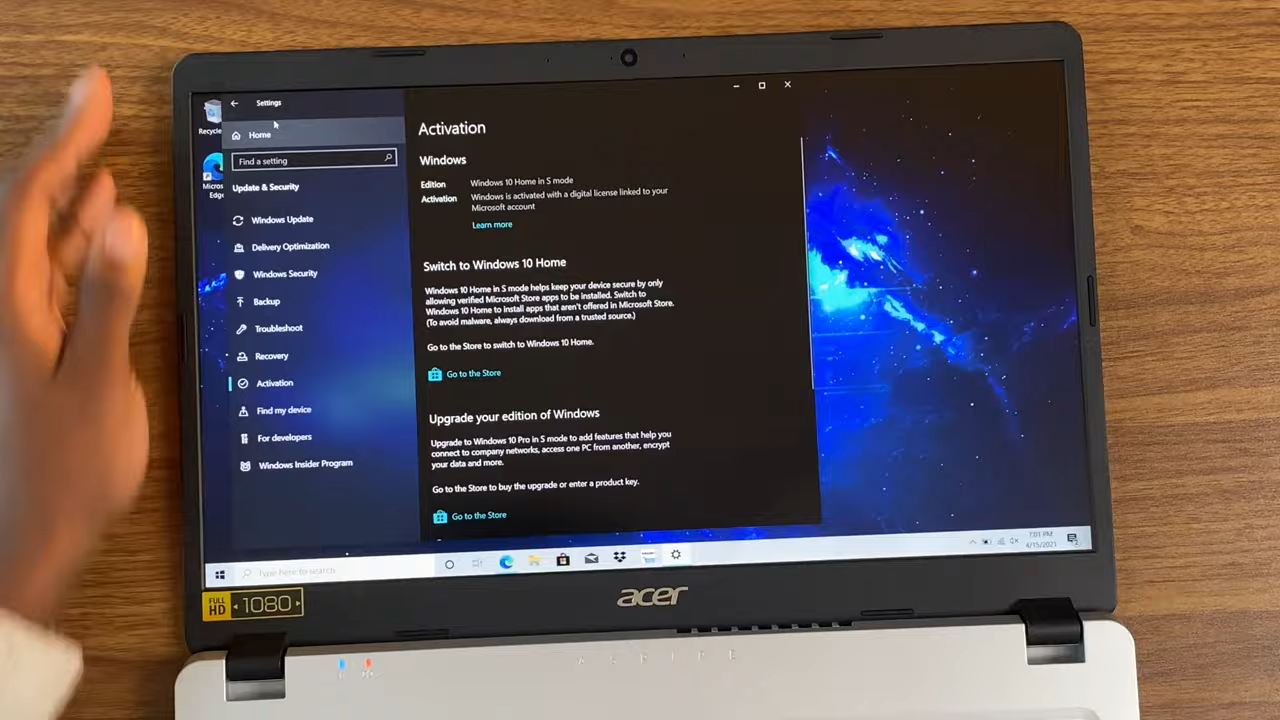 Settings
Recycle
Home
Find a setting
Micros
Edge
Update & Security
Windows Update
Delivery Optimization
Windows Security
Backup
Troubleshoot
Recovery
Activation
Find my device
For developers
Windows Insider Program
Activation
Windows
Edition Windows 10 Home in S mode
Activation Windows is activated with a digital license linked to your
Microsoft account
Learn more
Switch to Windows 10 Home
Windows 10 Home in S mode helps keep your device secure by only
allowing verified Microsoft Store apps to be installed. Switch to
Windows 10 Home to install apps that aren't offered in Microsoft Store.
(To avoid malware, always download from a trusted source.)
Go to the Store to switch to Windows 10 Home.
Go to the Store
Upgrade your edition of Windows
Upgrade to Windows 10 Pro in S mode to add features that help you
connect to company networks, access one PC from another, encrypt
your data and more.
Go to the Store to buy the upgrade or enter a product key.
Go to the Store
Type here to search
7:01 PM
FULL
HD
1080
acer
ASPIRE